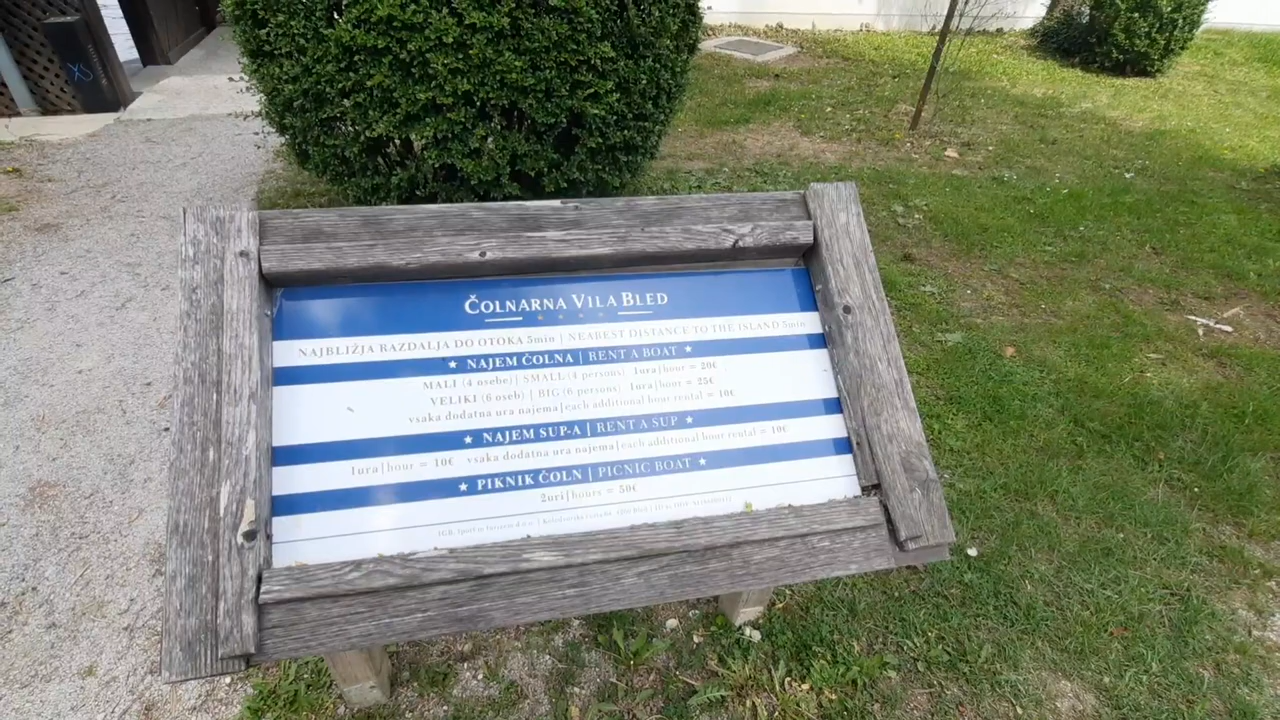 ČOLNARNA VILA BLED
NAJBLIŽJA RAZDALJA DO OTOKA 5min | NEAREST DISTANCE TO THE ISLAND 5min
★ NAJEM ČOLNA | RENT A BOAT ★
MALI (4 osebe) | SMALL (4 persons) 1ura|hour = 20€
VELIKI (6 oseb) | BIG (6 persons) 1ura|hour = 25€
vsaka dodatna ura najema|each additional hour rental = 10€
★ NAJEM SUP-A | RENT A SUP ★
1ura|hour = 10€ vsaka dodatna ura najema|each additional hour rental = 10€
★ PIKNIK ČOLN | PICNIC BOAT ★
2uri|hours = 50€